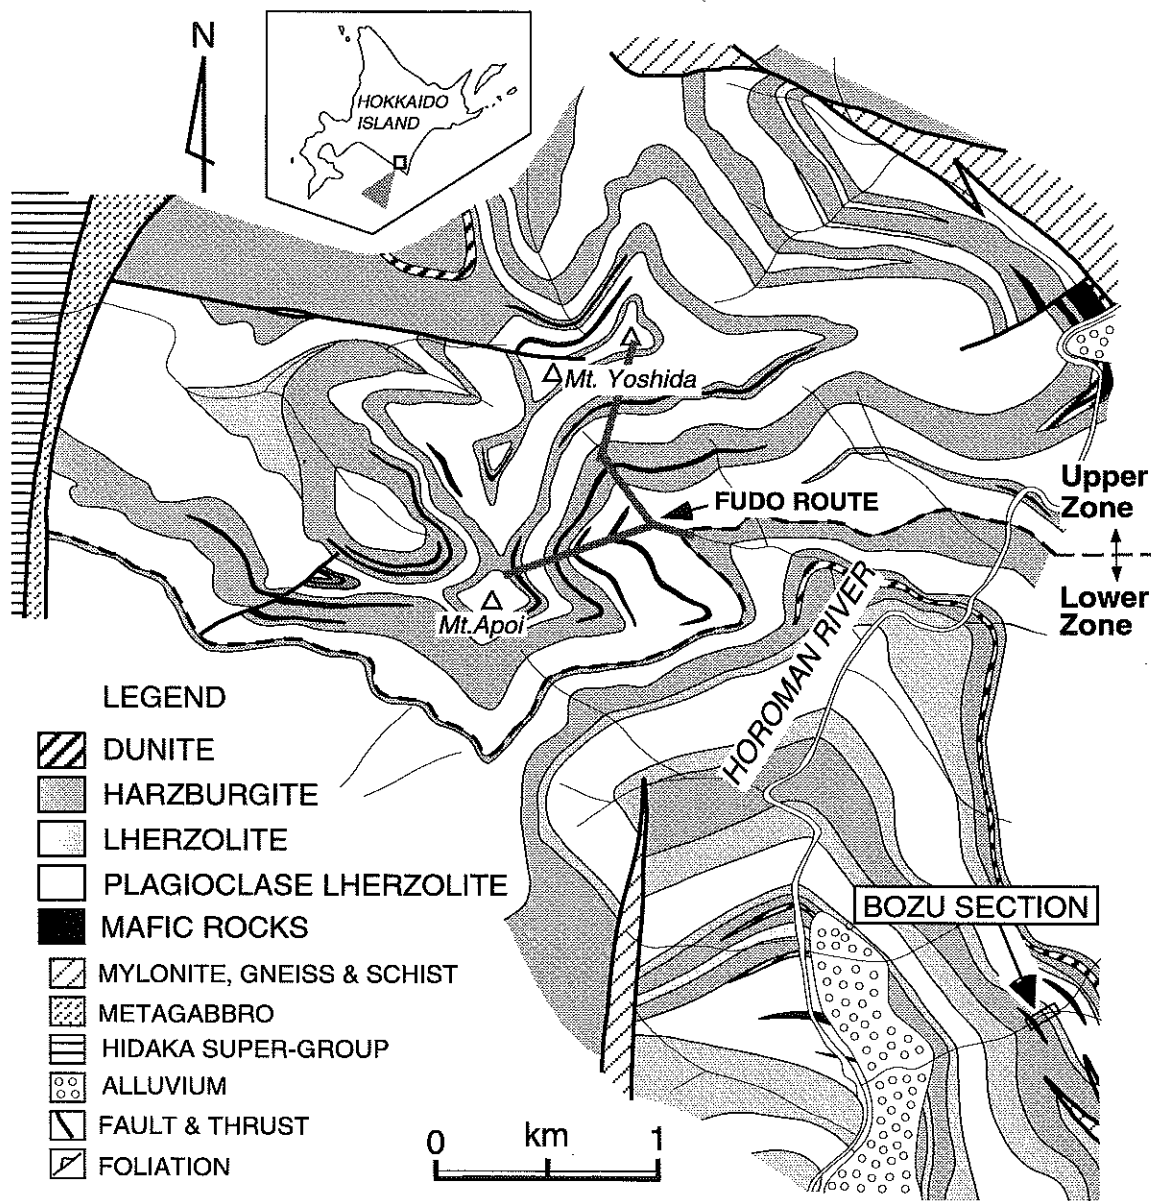 N
HOKKAIDO
ISLAND
Mt. Yoshida
FUDO ROUTE
Upper
Zone
Lower
Zone
Mt.Apoi
HOROMAN RIVER
BOZU SECTION
LEGEND
DUNITE
HARZBURGITE
LHERZOLITE
PLAGIOCLASE LHERZOLITE
MAFIC ROCKS
MYLONITE, GNEISS & SCHIST
METAGABBRO
HIDAKA SUPER-GROUP
ALLUVIUM
FAULT & THRUST
FOLIATION
0 km 1